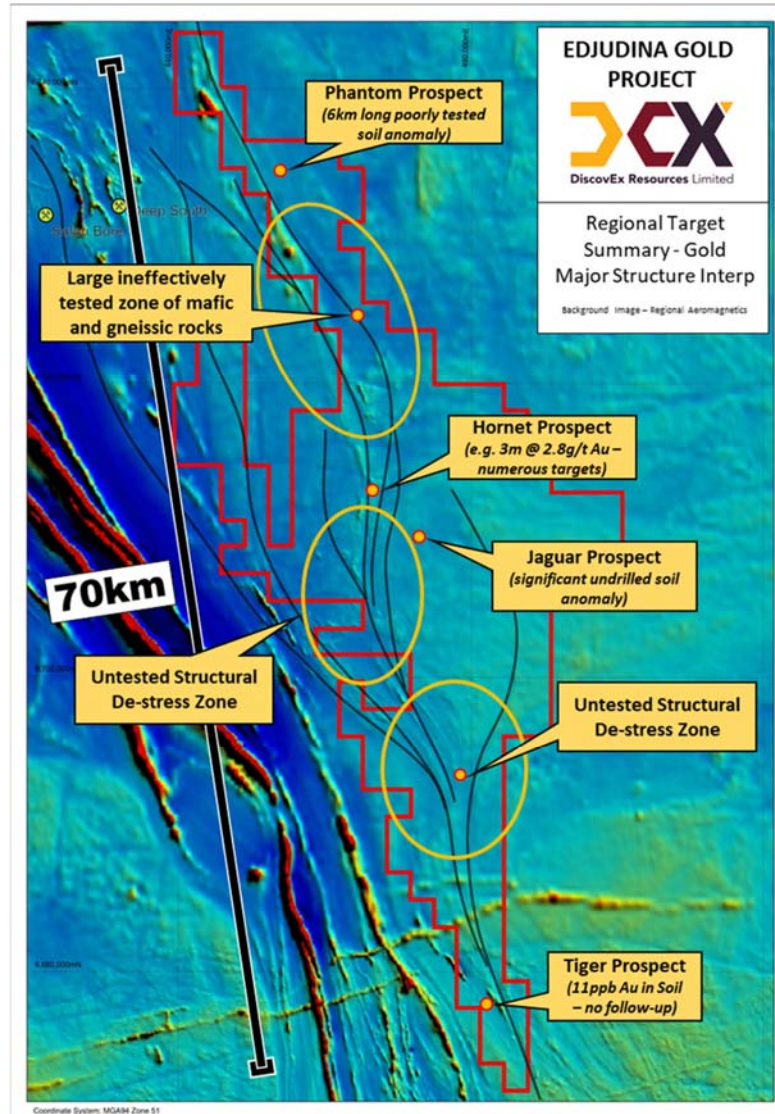 EDJUDINA GOLD
PROJECT
DCX
DiscovEx Resources Limited
Regional Target
Summary - Gold
Major Structure Interp
Background Image – Regional Aeromagnetics
Phantom Prospect
(6km long poorly tested
soil anomaly)
Deep South
Large ineffectively
tested zone of mafic
and gneissic rocks
Hornet Prospect
(e.g. 3m @ 2.8g/t Au –
numerous targets)
Jaguar Prospect
(significant undrilled soil
anomaly)
70km
Untested Structural
De-stress Zone
Untested Structural
De-stress Zone
6,680,000mN
Tiger Prospect
(11ppb Au in Soil
– no follow-up)
Coordinate System: MGA94 Zone 51